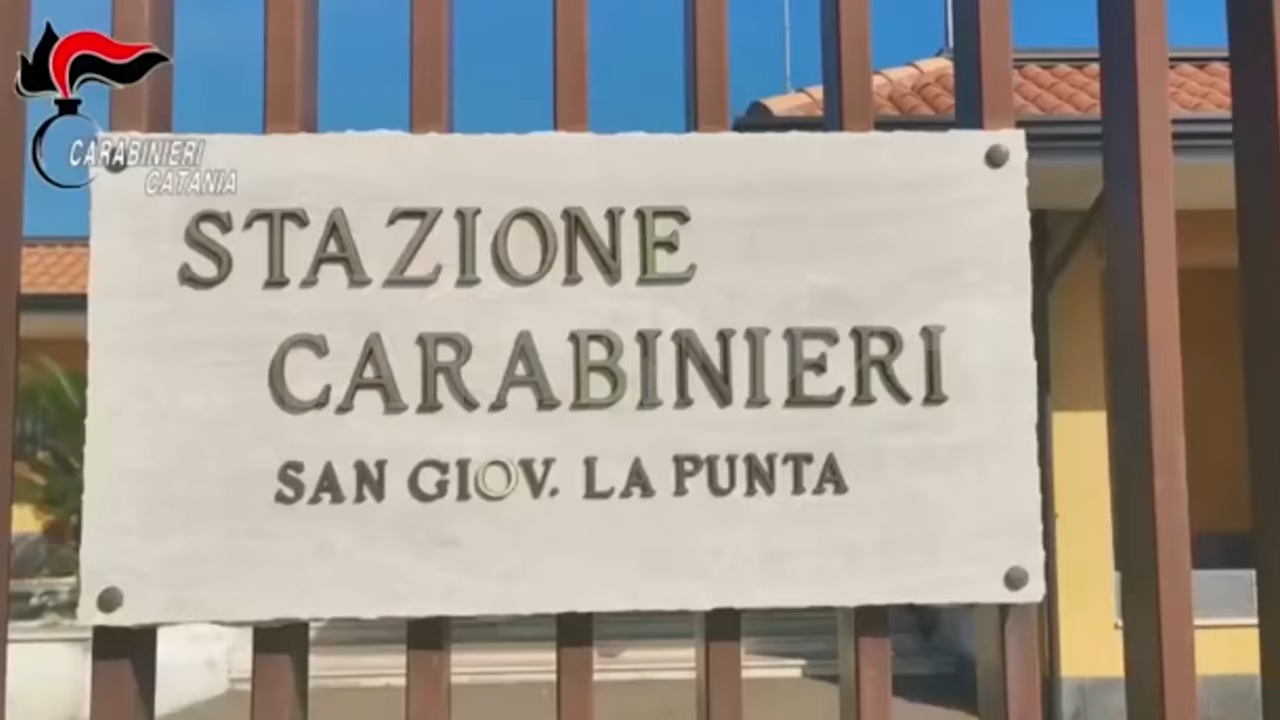 CARABINIERI
CATANIA
STAZIONE
CARABINIERI
SAN GIOV. LA PUNTA